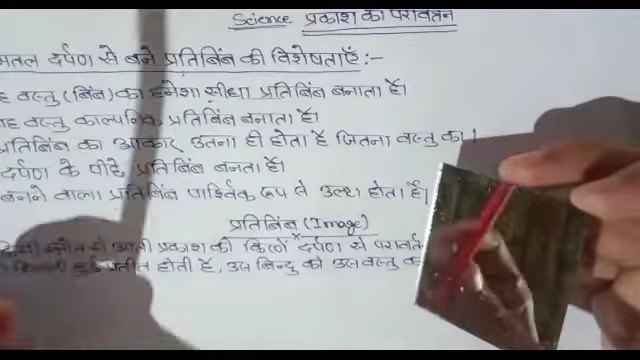 Science प्रकाश का परावर्तन
मतल दर्पण से बने प्रतिबिंब की विशेषताएँ :-
ह वस्तु (बिंब) का हमेशा सीधा प्रतिबिंब बनाता है।
यह वस्तु काल्पनिक प्रतिबिंब बनाता है।
प्रतिबिंब का आकार उतना ही होता है जितना वस्तु का।
दर्पण के पीछे प्रतिबिंब बनता है।
बनने वाला प्रतिबिंब पार्श्विक रूप से उल्टा होता है।
प्रतिबिंब (Image)
से आती प्रकाश की किरणें दर्पण से परावर्त
हुई प्रतीत होती है, उस बिन्दु को उस वस्तु का